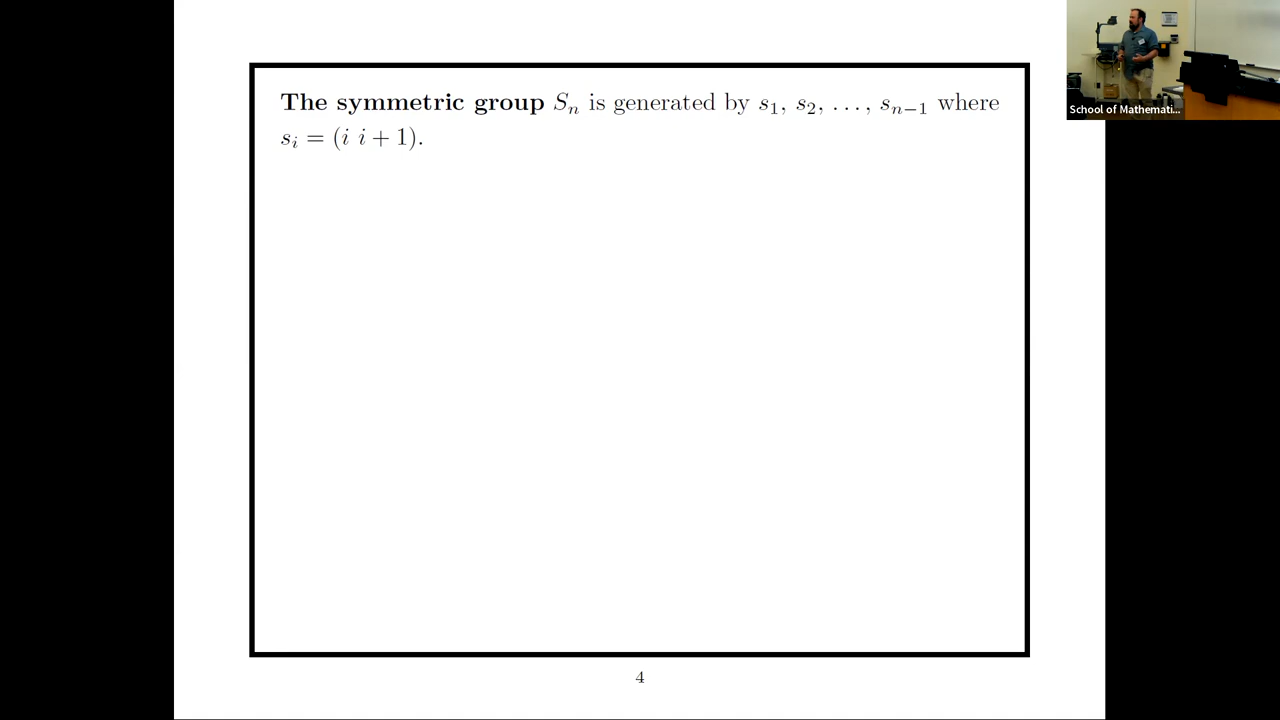 The symmetric group Sₙ is generated by s₁, s₂, …, sₙ₋₁ where
sᵢ = (i i + 1).
4
School of Mathemati...